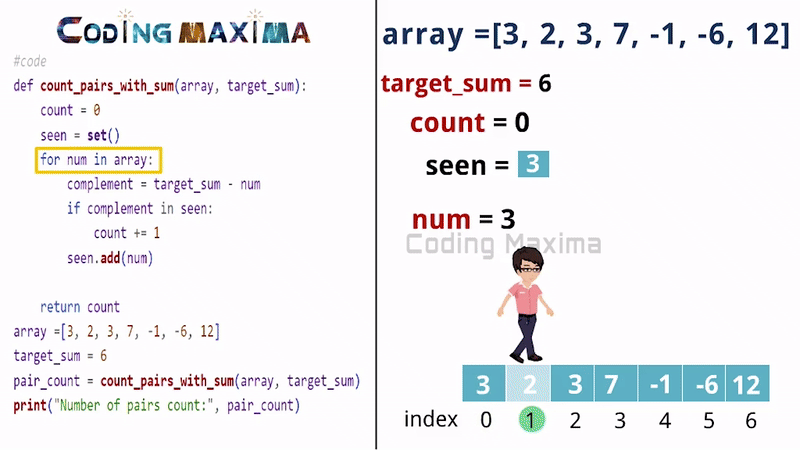 CODING MAXIMA
#code
def count_pairs_with_sum(array, target_sum):
    count = 0
    seen = set()
    for num in array:
        complement = target_sum - num
        if complement in seen:
            count += 1
        seen.add(num)
    return count
array =[3, 2, 3, 7, -1, -6, 12]
target_sum = 6
pair_count = count_pairs_with_sum(array, target_sum)
print("Number of pairs count:", pair_count)
array =[3, 2, 3, 7, -1, -6, 12]
target_sum = 6
count = 0
seen = 3
num = 3
Coding Maxima
3 2 3 7 -1 -6 12
index 0 1 2 3 4 5 6